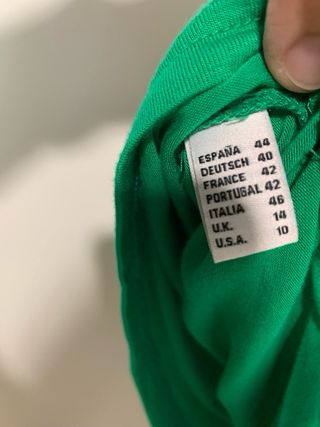 ESPAÑA 44
DEUTSCH 40
FRANCE 42
PORTUGAL 42
ITALIA 46
U.K. 14
U.S.A. 10